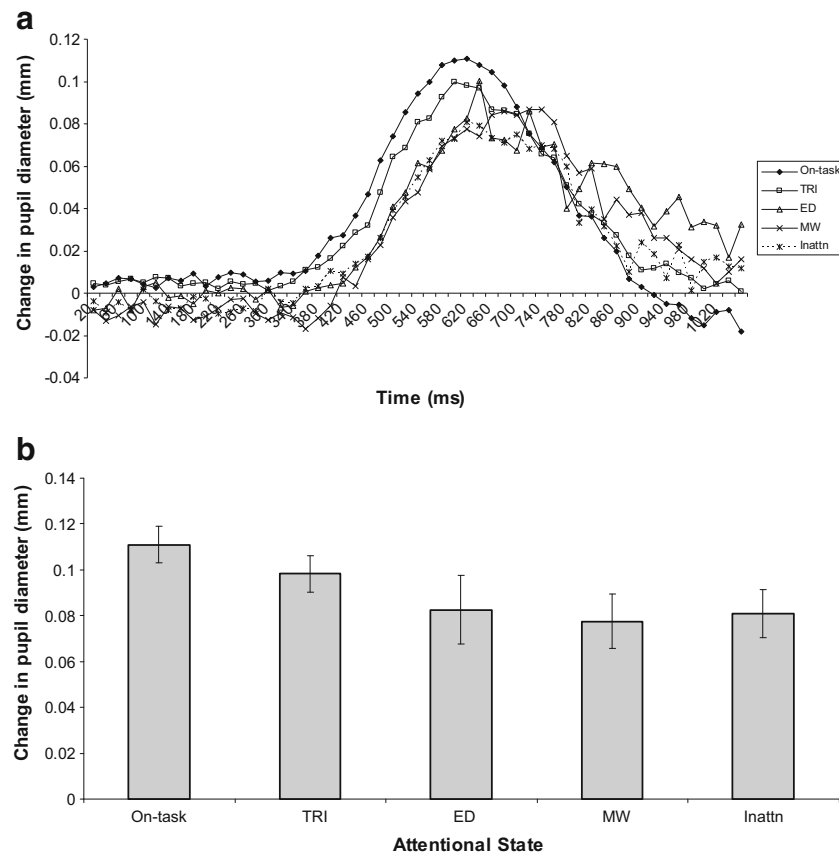 a
0.12
0.1
0.08
0.06
0.04
0.02
0
-0.02
-0.04
Change in pupil diameter (mm)
20 60 100 140 180 220 260 300 340 380 420 460 500 540 580 620 660 700 740 780 820 860 900 940 980 1020
Time (ms)
On-task
TRI
ED
MW
Inattn
b
0.14
0.12
0.1
0.08
0.06
0.04
0.02
0
Change in pupil diameter (mm)
On-task TRI ED MW Inattn
Attentional State